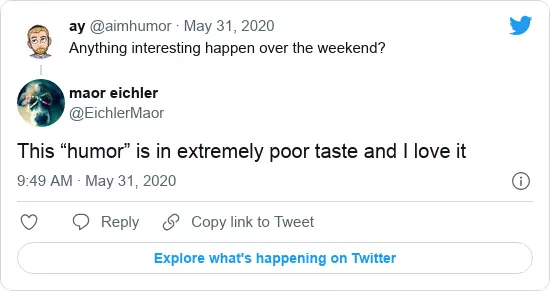 ay @aimhumor · May 31, 2020
Anything interesting happen over the weekend?
maor eichler
@EichlerMaor
This “humor” is in extremely poor taste and I love it
9:49 AM · May 31, 2020
Reply
Copy link to Tweet
Explore what's happening on Twitter